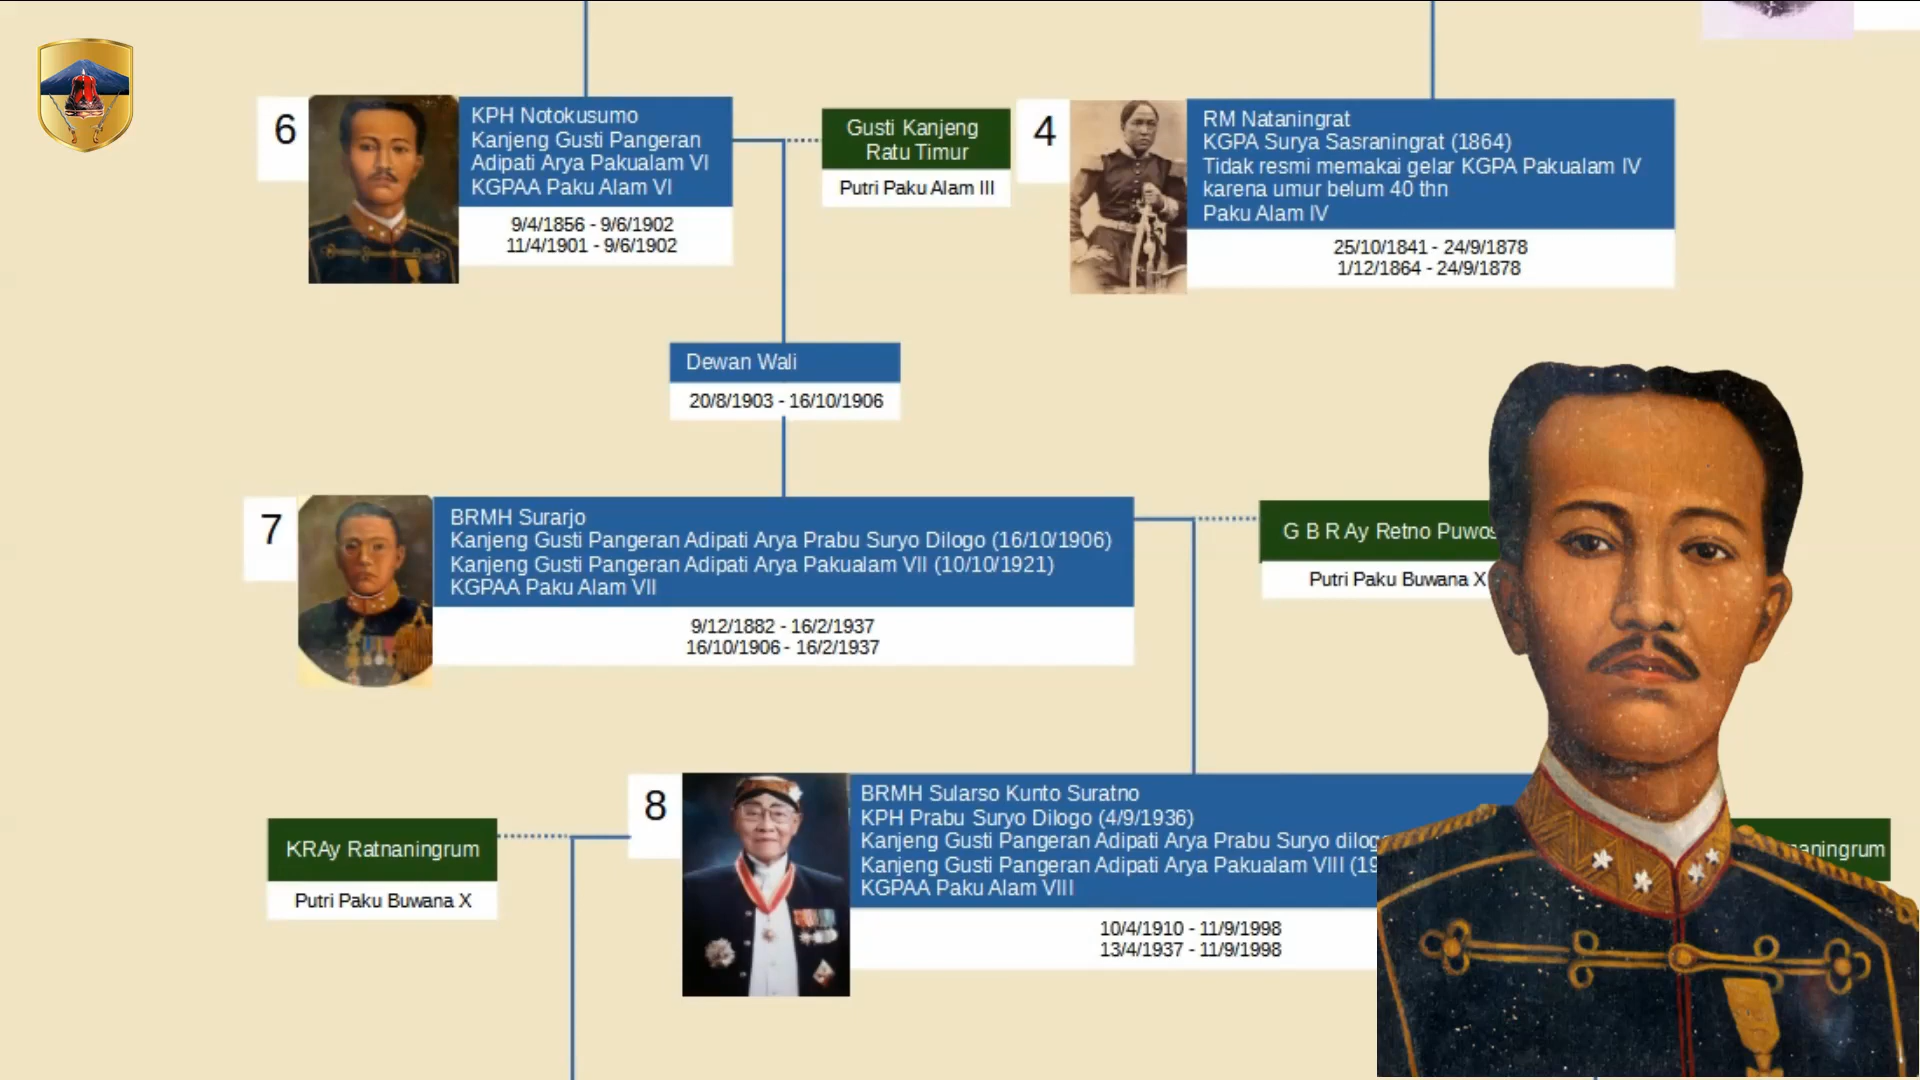 6
KPH Notokusumo
Kanjeng Gusti Pangeran
Adipati Arya Pakualam VI
KGPAA Paku Alam VI
9/4/1856 - 9/6/1902
11/4/1901 - 9/6/1902
Gusti Kanjeng
Ratu Timur
Putri Paku Alam III
4
RM Nataningrat
KGPA Surya Sasraningrat (1864)
Tidak resmi memakai gelar KGPA Pakualam IV
karena umur belum 40 thn
Paku Alam IV
25/10/1841 - 24/9/1878
1/12/1864 - 24/9/1878
Dewan Wali
20/8/1903 - 16/10/1906
7
BRMH Surarjo
Kanjeng Gusti Pangeran Adipati Arya Prabu Suryo Dilogo (16/10/1906)
Kanjeng Gusti Pangeran Adipati Arya Pakualam VII (10/10/1921)
KGPAA Paku Alam VII
9/12/1882 - 16/2/1937
16/10/1906 - 16/2/1937
G B R Ay Retno
Putri Paku Buwana X
8
BRMH Sularso Kunto Suratno
KPH Prabu Suryo Dilogo (4/9/1936)
Kanjeng Gusti Pangeran Adipati Arya Prabu Suryo
Kanjeng Gusti Pangeran Adipati Arya Pakualam VIII
KGPAA Paku Alam VIII
10/4/1910 - 11/9/1998
13/4/1937 - 11/9/1998
KRAy Ratnaningrum
Putri Paku Buwana X